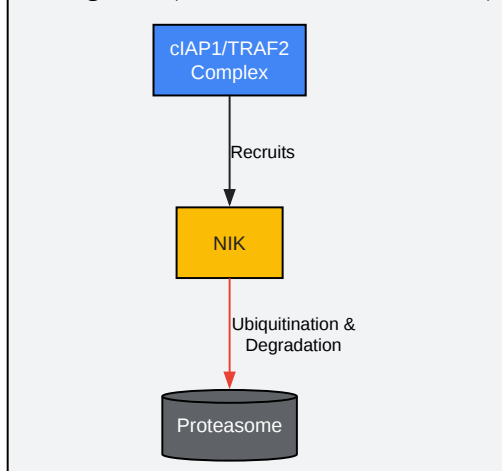 cIAP1/TRAF2
Complex
Recruits
NIK
Ubiquitination &
Degradation
Proteasome